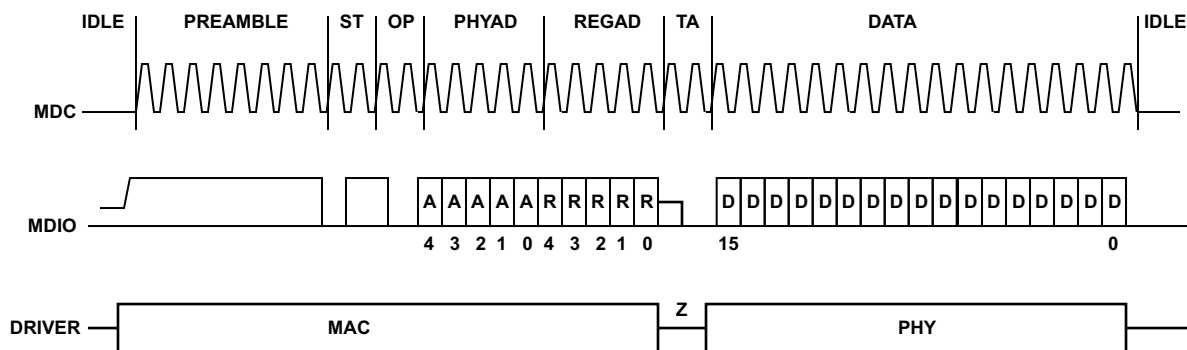 IDLE PREAMBLE ST OP PHYAD REGAD TA DATA IDLE
MDC
A A A A A R R R R R D D D D D D D D D D D D D D D D D
MDIO
4 3 2 1 0 4 3 2 1 0 15 0
Z
DRIVER MAC PHY